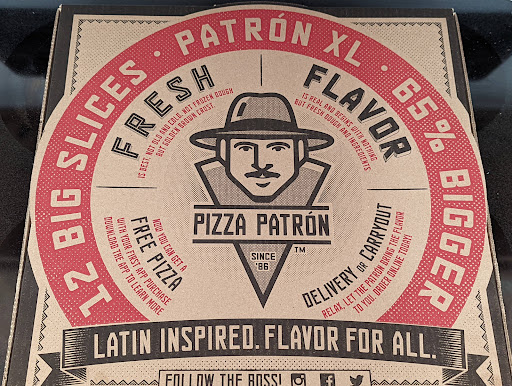 12 BIG SLICES · PATRÓN XL · 65% BIGGER
FRESH
IS BEST. NOT OLD AND COLD. NOT FROZEN DOUGH
BUT GOLDEN BROWN CRUST.
FLAVOR
IS REAL AND BEGINS WITH NOTHING
BUT FRESH DOUGH AND INGREDIENTS
PIZZA PATRÓN
™
SINCE
'86
NOW YOU CAN GET A
FREE PIZZA
WITH YOUR FIRST APP PURCHASE
DOWNLOAD THE APP TO LEARN MORE
DELIVERY OR CARRYOUT
RELAX, LET THE PATRÓN BRING THE FLAVOR
TO YOU. ORDER ONLINE TODAY!
LATIN INSPIRED. FLAVOR FOR ALL.
FOLLOW THE BOSS!